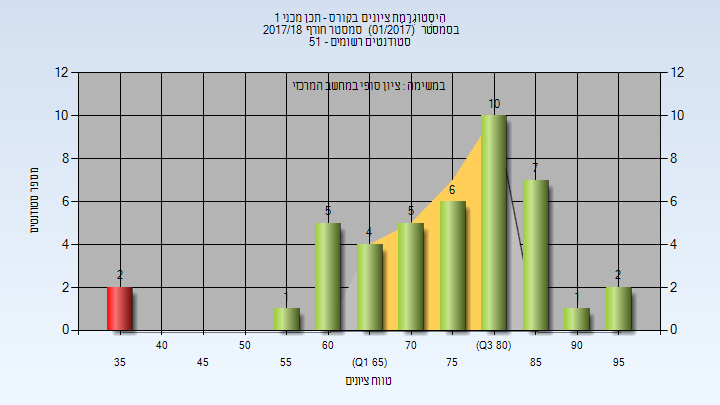 היסטוגרמת ציונים בקורס - תכן מכני 1
בסמסטר (01/2017) סמסטר חורף 2017/18
סטודנטים רשומים - 51
במשימה : ציון סופי במחשב המרכזי
מספר סטודנטים
12 12
10 10
8 8
6 6
4 4
2 2
0 0
2 1 5 4 5 6 10 7 1 2
40 50 60 70 (Q3 80) 90
35 45 55 (Q1 65) 75 85 95
טווח ציונים